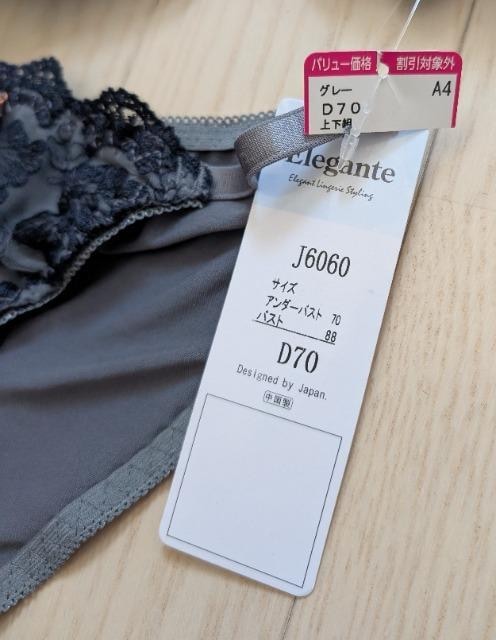 バリュー価格 割引対象外
グレー A4
D70
上下組
Elegante
Elegant Lingerie Styling
J6060
サイズ
アンダーバスト 70
バスト 88
D70
Designed by Japan.
中国製